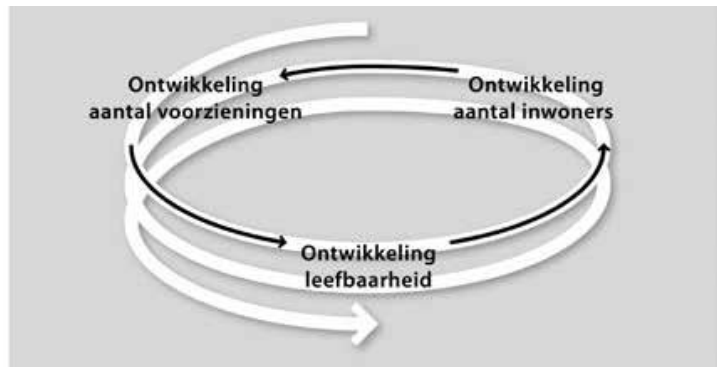 Ontwikkeling
aantal voorzieningen
Ontwikkeling
aantal inwoners
Ontwikkeling
leefbaarheid